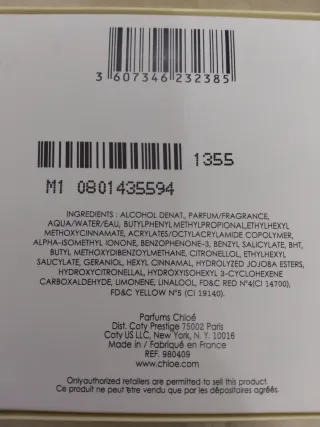 3 607346 232385
1355
M1 0801435594
INGREDIENTS : ALCOHOL DENAT., PARFUM/FRAGRANCE,
AQUA/WATER/EAU, BUTYLPHENYL METHYLPROPIONAL,ETHYLHEXYL
METHOXYCINNAMATE, ACRYLATES/OCTYLACRYLAMIDE COPOLYMER,
ALPHA-ISOMETHYL IONONE, BENZOPHENONE-3, BENZYL SALICYLATE, BHT,
BUTYL METHOXYDIBENZOYLMETHANE, CITRONELLOL, ETHYLHEXYL
SALICYLATE, GERANIOL, HEXYL CINNAMAL, HYDROLYZED JOJOBA ESTERS,
HYDROXYCITRONELLAL, HYDROXYISOHEXYL 3-CYCLOHEXENE
CARBOXALDEHYDE, LIMONENE, LINALOOL, FD&C RED N°4(CI 14700),
FD&C YELLOW N°5 (CI 19140).
Parfums Chloé
Dist. Coty Prestige 75002 Paris
Coty US LLC, New York, N. Y. 10016
Made in / Fabriqué en France
REF. 980409
www.chloe.com
Onlyauthorized retailers are permitted to sell this product.
Ce produit ne peut être vendu que par les dépositaires agréés.